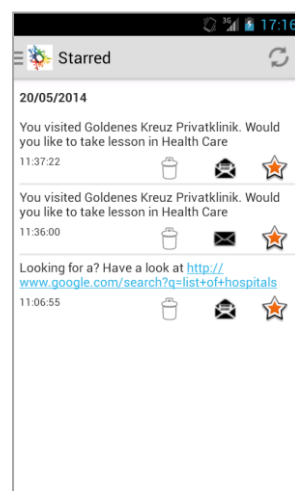 3G 17:16
Starred
20/05/2014
You visited Goldenes Kreuz Privatklinik. Would
you like to take lesson in Health Care
11:37:22
You visited Goldenes Kreuz Privatklinik. Would
you like to take lesson in Health Care
11:36:00
Looking for a? Have a look at http://
www.google.com/search?q=list+of+hospitals
11:06:55